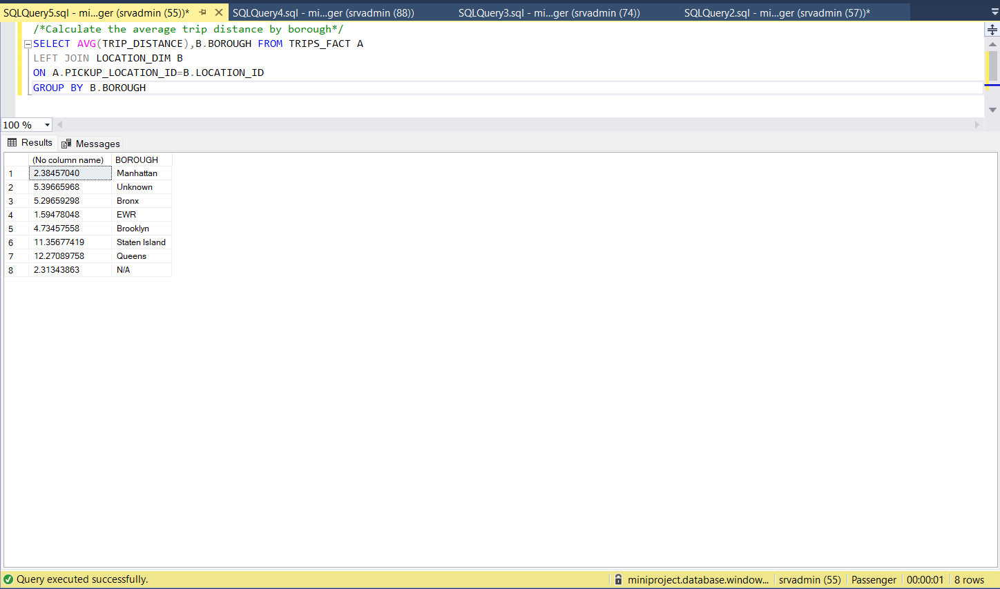 SQLQuery5.sql - mi...ger (srvadmin (55))* SQLQuery4.sql - mi...ger (srvadmin (88)) SQLQuery3.sql - mi...ger (srvadmin (74)) SQLQuery2.sql - mi...ger (srvadmin (57))*
/*Calculate the average trip distance by borough*/
SELECT AVG(TRIP_DISTANCE),B.BOROUGH FROM TRIPS_FACT A
LEFT JOIN LOCATION_DIM B
ON A.PICKUP_LOCATION_ID=B.LOCATION_ID
GROUP BY B.BOROUGH
100 %
Results Messages
(No column name) BOROUGH
1 2.38457040 Manhattan
2 5.39665968 Unknown
3 5.29659298 Bronx
4 1.59478048 EWR
5 4.73457558 Brooklyn
6 11.35677419 Staten Island
7 12.27089758 Queens
8 2.31343863 N/A
Query executed successfully. miniproject.database.window... srvadmin (55) Passenger 00:00:01 8 rows